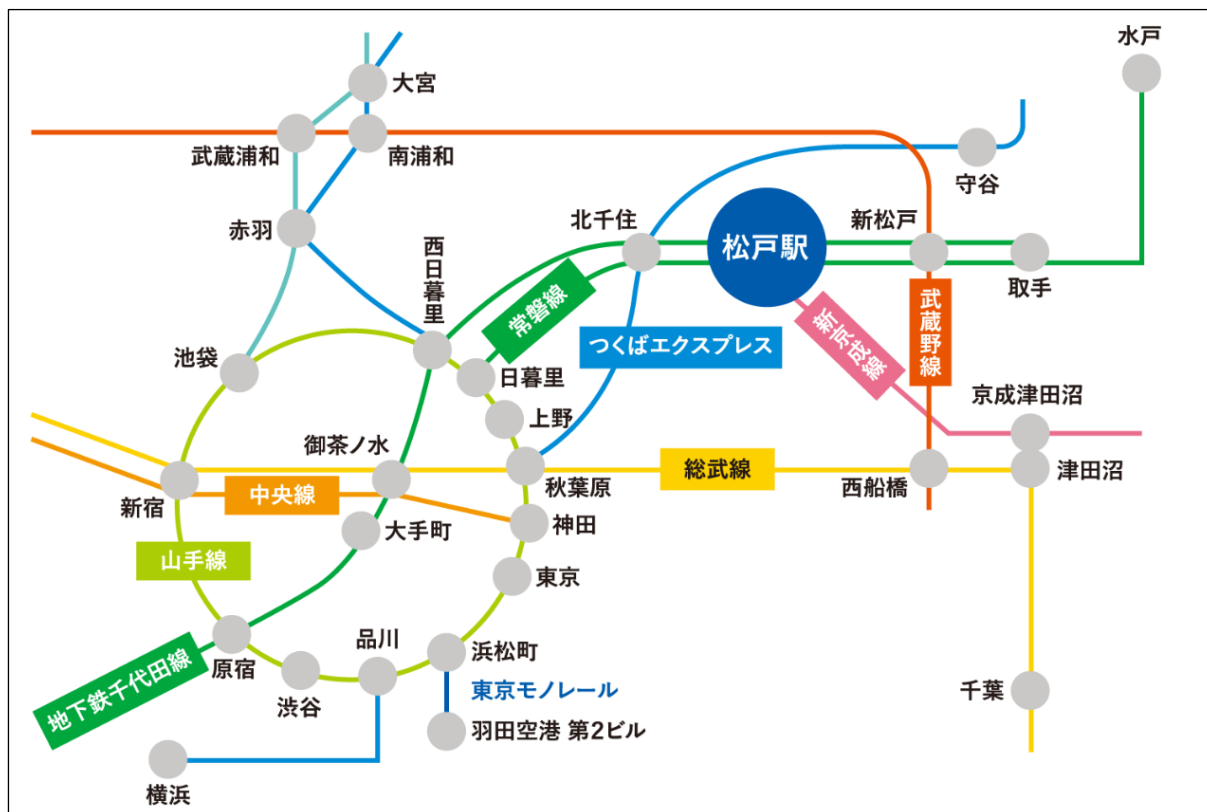 水戸
大宮
武蔵浦和
南浦和
守谷
北千住
松戸駅
新松戸
赤羽
西日暮里
取手
常磐線
武蔵野線
つくばエクスプレス
新京成線
池袋
日暮里
京成津田沼
上野
御茶ノ水
総武線
秋葉原
西船橋
津田沼
新宿
中央線
大手町
神田
山手線
東京
品川
浜松町
原宿
地下鉄千代田線
渋谷
東京モノレール
千葉
羽田空港 第2ビル
横浜